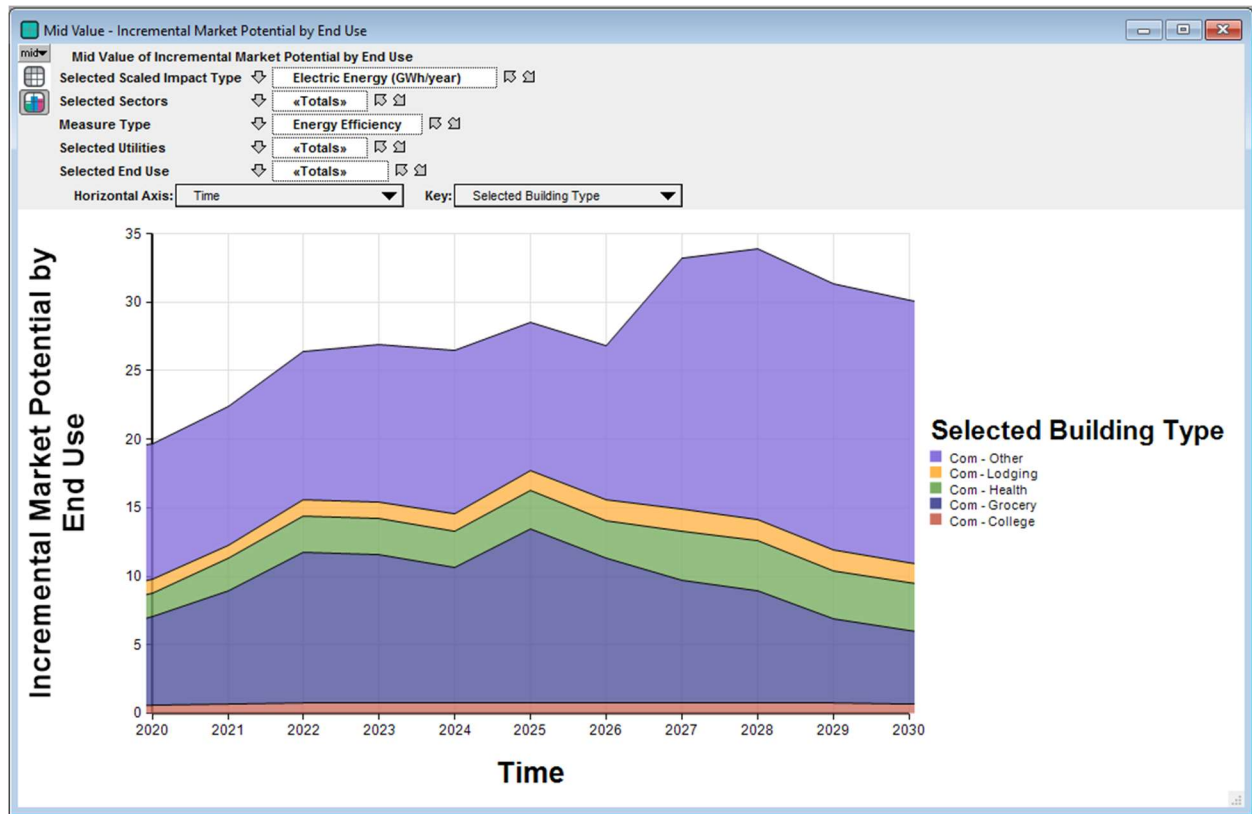 Mid Value - Incremental Market Potential by End Use
mid
Mid Value of Incremental Market Potential by End Use
Selected Scaled Impact Type Electric Energy (GWh/year)
Selected Sectors «Totals»
Measure Type Energy Efficiency
Selected Utilities «Totals»
Selected End Use «Totals»
Horizontal Axis: Time Key: Selected Building Type
Incremental Market Potential by
End Use
35
30
25
20
15
10
5
0
2020 2021 2022 2023 2024 2025 2026 2027 2028 2029 2030
Time
Selected Building Type
Com - Other
Com - Lodging
Com - Health
Com - Grocery
Com - College